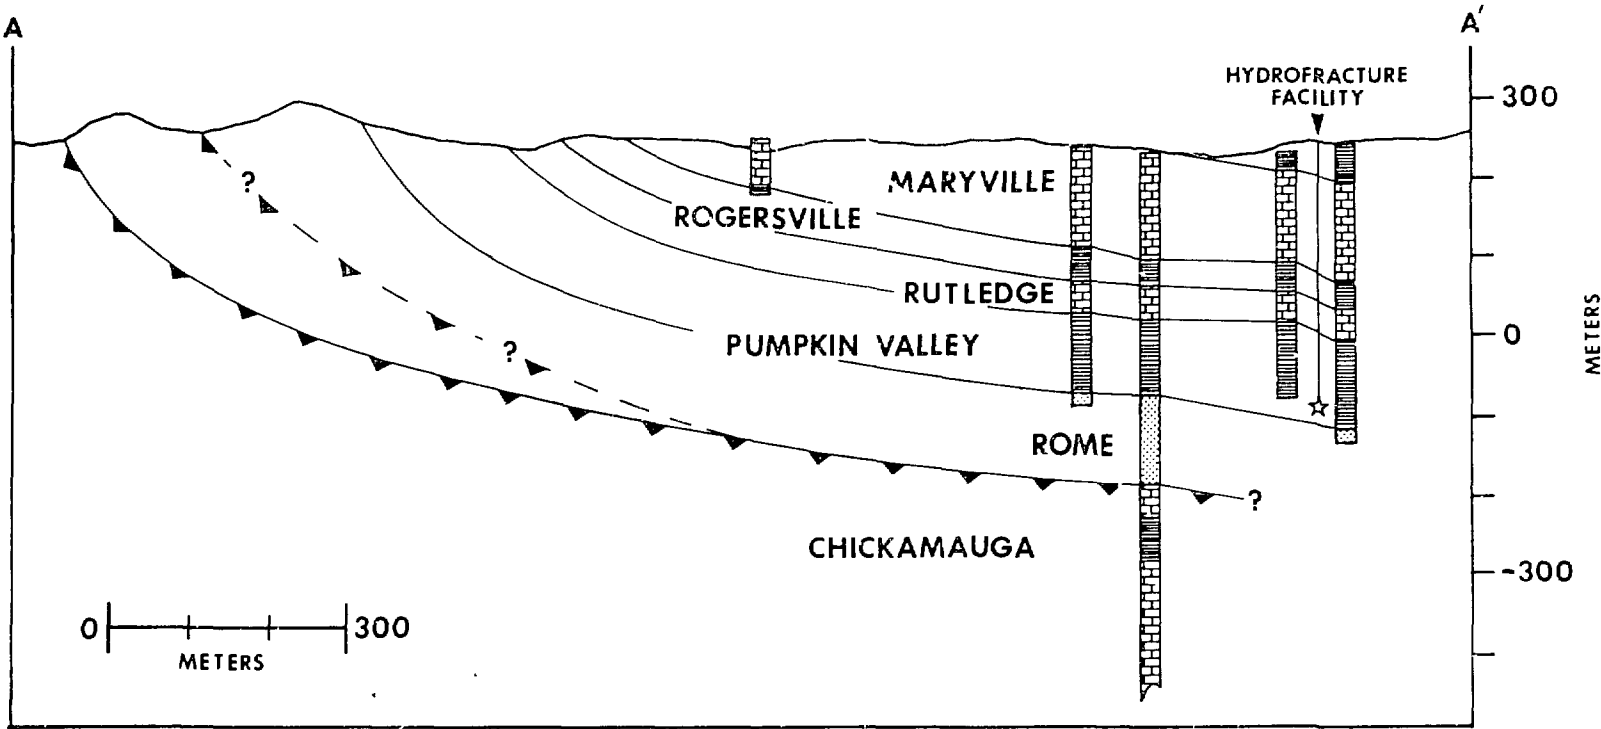 A
A'
HYDROFRACTURE
FACILITY
300
?
MARYVILLE
ROGERSVILLE
RUTLEDGE
0
METERS
?
PUMPKIN VALLEY
ROME
?
CHICKAMAUGA
-300
0 300
METERS